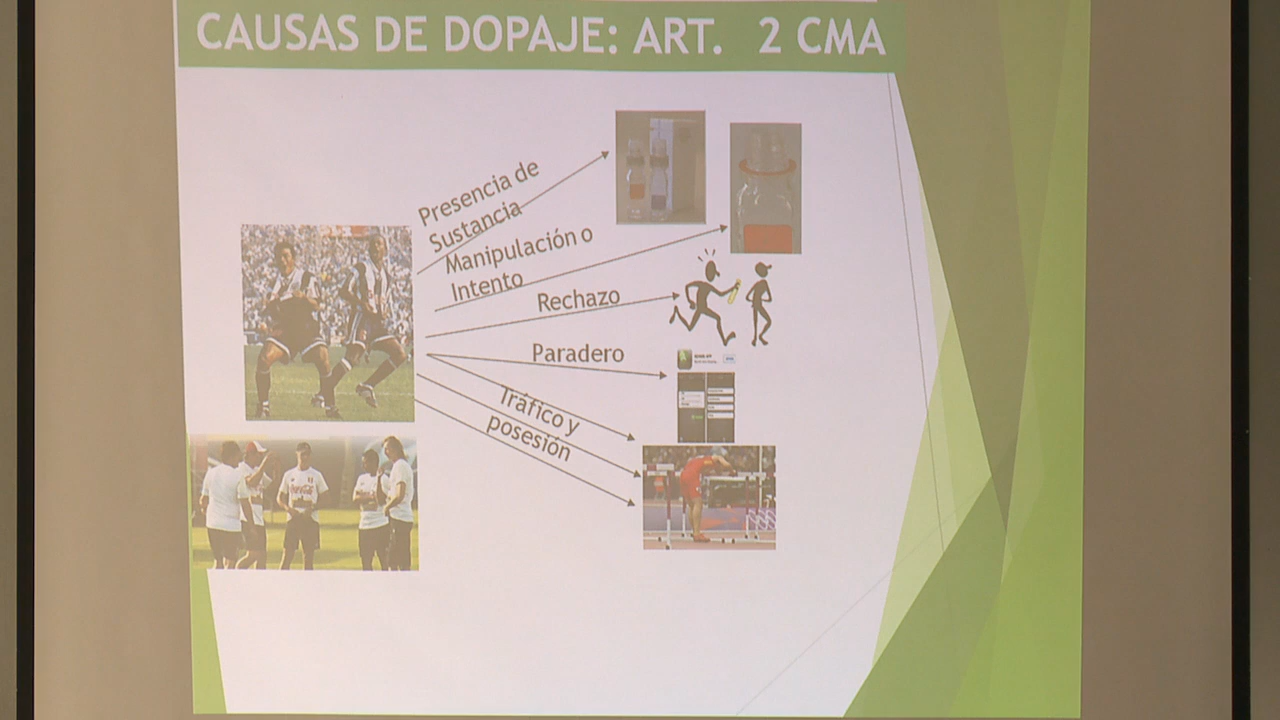 CAUSAS DE DOPAJE: ART. 2 CMA
Presencia de
Sustancia
Manipulación o
Intento
Rechazo
Paradero
Tráfico y
posesión